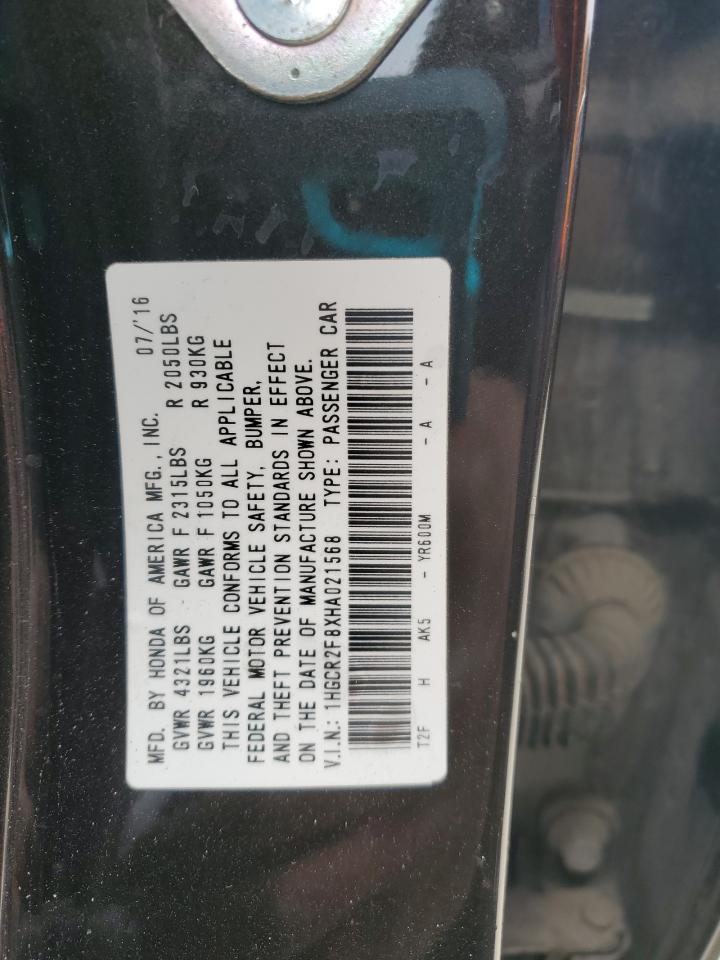 MFD. BY HONDA OF AMERICA MFG., INC. 07/'16
GVWR 4321LBS GAWR F 2315LBS R 2050LBS
GVWR 1960KG GAWR F 1050KG R 930KG
THIS VEHICLE CONFORMS TO ALL APPLICABLE
FEDERAL MOTOR VEHICLE SAFETY, BUMPER,
AND THEFT PREVENTION STANDARDS IN EFFECT
ON THE DATE OF MANUFACTURE SHOWN ABOVE.
V.I.N.: 1HGCR2F8XHA021568 TYPE: PASSENGER CAR
T2F H AK5 - YR600M - A - A